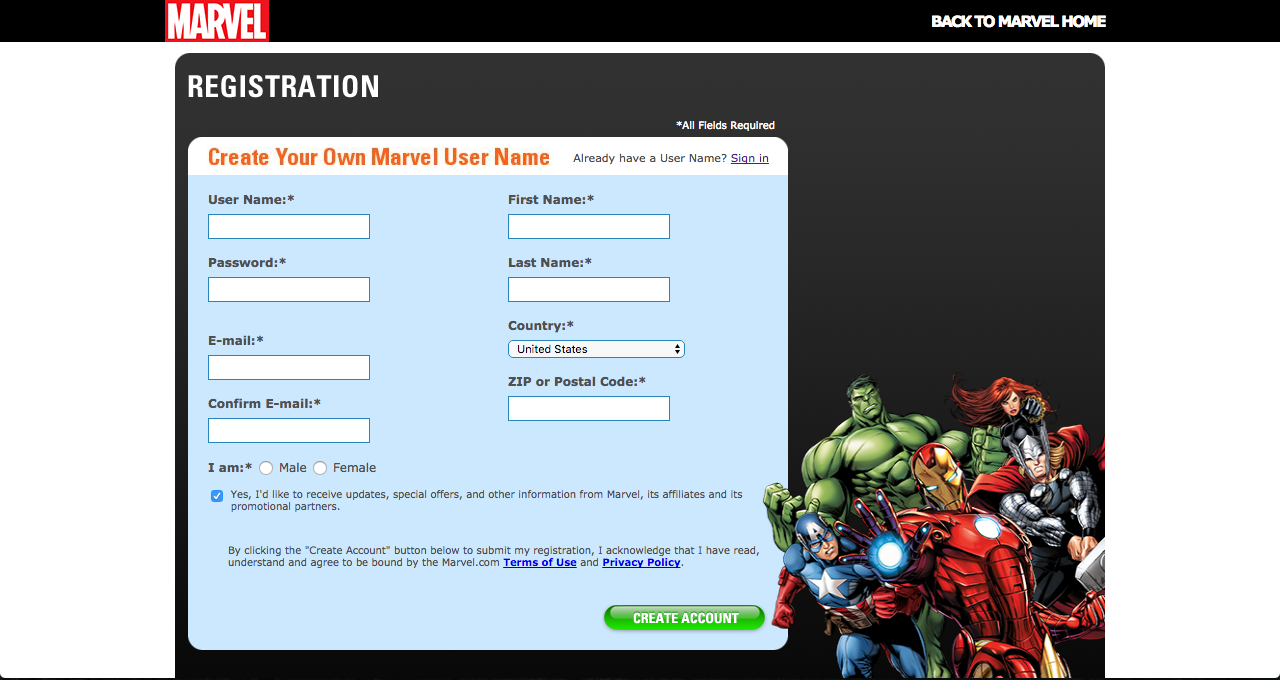 MARVEL
BACK TO MARVEL HOME
REGISTRATION
*All Fields Required
Create Your Own Marvel User Name
Already have a User Name? Sign in
User Name:*
First Name:*
Password:*
Last Name:*
E-mail:*
Country:*
United States
Confirm E-mail:*
ZIP or Postal Code:*
I am:* Male Female
Yes, I'd like to receive updates, special offers, and other information from Marvel, its affiliates and its
promotional partners.
By clicking the "Create Account" button below to submit my registration, I acknowledge that I have read,
understand and agree to be bound by the Marvel.com Terms of Use and Privacy Policy.
CREATE ACCOUNT